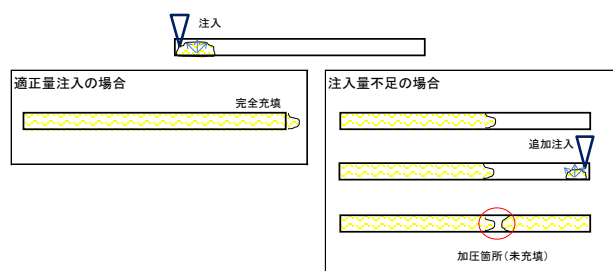 注入
適正量注入の場合
完全充填
注入量不足の場合
追加注入
加圧箇所(未充填)